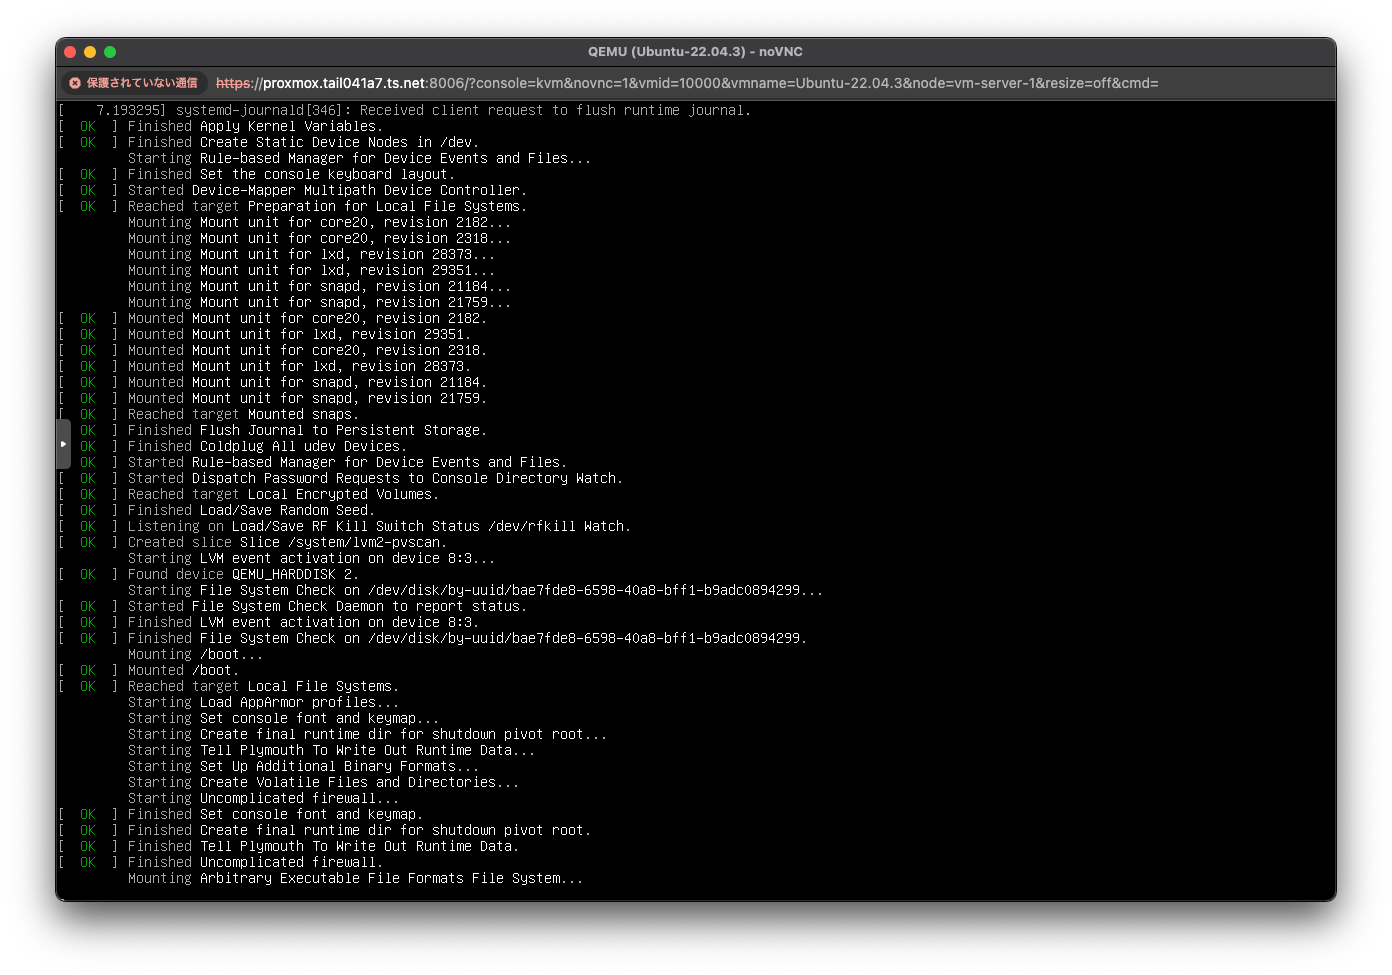 QEMU (Ubuntu-22.04.3) - noVNC
保護されていない通信 https://proxmox.tail041a7.ts.net:8006/?console=kvm&novnc=1&vmid=10000&vmname=Ubuntu-22.04.3&node=vm-server-1&resize=off&cmd=
[    7.193295] systemd-journald[346]: Received client request to flush runtime journal.
[  OK  ] Finished Apply Kernel Variables.
[  OK  ] Finished Create Static Device Nodes in /dev.
Starting Rule-based Manager for Device Events and Files...
[  OK  ] Finished Set the console keyboard layout.
[  OK  ] Started Device-Mapper Multipath Device Controller.
[  OK  ] Reached target Preparation for Local File Systems.
Mounting Mount unit for core20, revision 2182...
Mounting Mount unit for core20, revision 2318...
Mounting Mount unit for lxd, revision 28373...
Mounting Mount unit for lxd, revision 29351...
Mounting Mount unit for snapd, revision 21184...
Mounting Mount unit for snapd, revision 21759...
[  OK  ] Mounted Mount unit for core20, revision 2182.
[  OK  ] Mounted Mount unit for lxd, revision 29351.
[  OK  ] Mounted Mount unit for core20, revision 2318.
[  OK  ] Mounted Mount unit for lxd, revision 28373.
[  OK  ] Mounted Mount unit for snapd, revision 21184.
[  OK  ] Mounted Mount unit for snapd, revision 21759.
[  OK  ] Reached target Mounted snaps.
OK  ] Finished Flush Journal to Persistent Storage.
OK  ] Finished Coldplug All udev Devices.
OK  ] Started Rule-based Manager for Device Events and Files.
[  OK  ] Started Dispatch Password Requests to Console Directory Watch.
[  OK  ] Reached target Local Encrypted Volumes.
[  OK  ] Finished Load/Save Random Seed.
[  OK  ] Listening on Load/Save RF Kill Switch Status /dev/rfkill Watch.
[  OK  ] Created slice Slice /system/lvm2-pvscan.
Starting LVM event activation on device 8:3...
[  OK  ] Found device QEMU_HARDDISK 2.
Starting File System Check on /dev/disk/by-uuid/bae7fde8-6598-40a8-bff1-b9adc0894299...
[  OK  ] Started File System Check Daemon to report status.
[  OK  ] Finished LVM event activation on device 8:3.
[  OK  ] Finished File System Check on /dev/disk/by-uuid/bae7fde8-6598-40a8-bff1-b9adc0894299.
Mounting /boot...
[  OK  ] Mounted /boot.
[  OK  ] Reached target Local File Systems.
Starting Load AppArmor profiles...
Starting Set console font and keymap...
Starting Create final runtime dir for shutdown pivot root...
Starting Tell Plymouth To Write Out Runtime Data...
Starting Set Up Additional Binary Formats...
Starting Create Volatile Files and Directories...
Starting Uncomplicated firewall...
[  OK  ] Finished Set console font and keymap.
[  OK  ] Finished Create final runtime dir for shutdown pivot root.
[  OK  ] Finished Tell Plymouth To Write Out Runtime Data.
[  OK  ] Finished Uncomplicated firewall.
Mounting Arbitrary Executable File Formats File System...